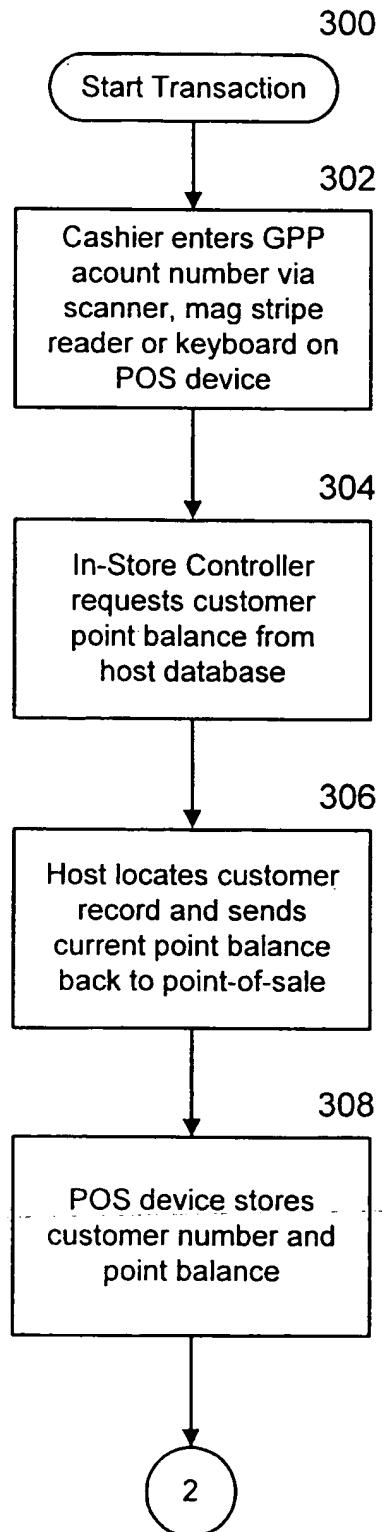 300
Start Transaction
302
Cashier enters GPP
acount number via
scanner, mag stripe
reader or keyboard on
POS device
304
In-Store Controller
requests customer
point balance from
host database
306
Host locates customer
record and sends
current point balance
back to point-of-sale
308
POS device stores
customer number and
point balance
2